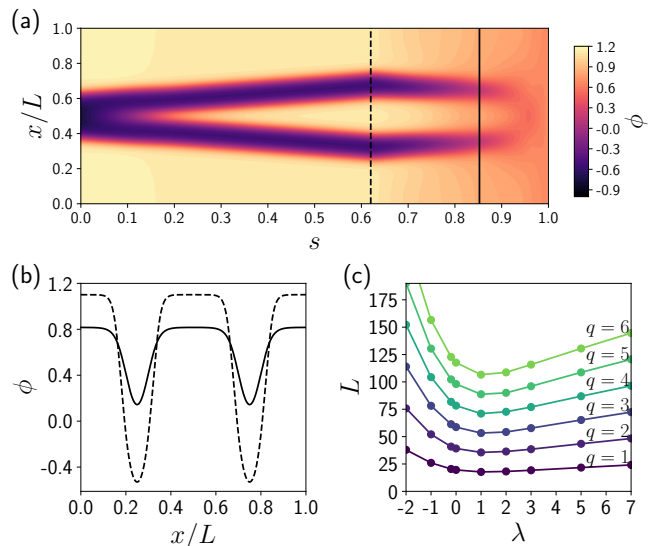 (a)
1.0
0.8
0.6
0.4
0.2
0.0
x/L
0.0 0.1 0.2 0.3 0.4 0.5 0.6 0.7 0.8 0.9 1.0
s
1.2
0.9
0.6
0.3
-0.0
-0.3
-0.6
-0.9
ϕ
(b)
1.2
0.8
0.4
0.0
-0.4
ϕ
0.0 0.2 0.4 0.6 0.8 1.0
x/L
(c)
175
150
125
100
75
50
25
0
L
q = 6
q = 5
q = 4
q = 3
q = 2
q = 1
-2 -1 0 1 2 3 4 5 6 7
λ